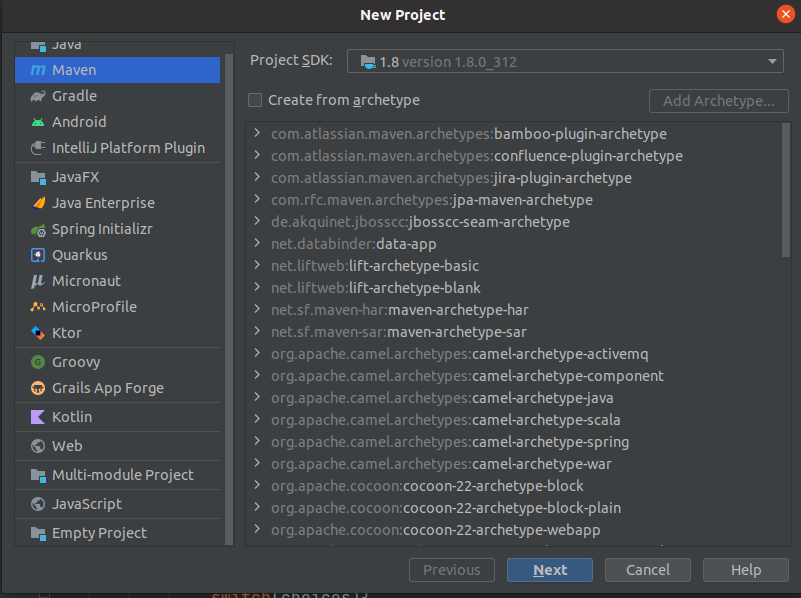 New Project
Java
Maven
Gradle
Android
IntelliJ Platform Plugin
JavaFX
Java Enterprise
Spring Initializr
Quarkus
Micronaut
MicroProfile
Ktor
Groovy
Grails App Forge
Kotlin
Web
Multi-module Project
JavaScript
Empty Project
Project SDK: 1.8 version 1.8.0_312
Create from archetype Add Archetype...
com.atlassian.maven.archetypes:bamboo-plugin-archetype
com.atlassian.maven.archetypes:confluence-plugin-archetype
com.atlassian.maven.archetypes:jira-plugin-archetype
com.rfc.maven.archetypes:jpa-maven-archetype
de.akquinet.jbosscc:jbosscc-seam-archetype
net.databinder:data-app
net.liftweb:lift-archetype-basic
net.liftweb:lift-archetype-blank
net.sf.maven-har:maven-archetype-har
net.sf.maven-sar:maven-archetype-sar
org.apache.camel.archetypes:camel-archetype-activemq
org.apache.camel.archetypes:camel-archetype-component
org.apache.camel.archetypes:camel-archetype-java
org.apache.camel.archetypes:camel-archetype-scala
org.apache.camel.archetypes:camel-archetype-spring
org.apache.camel.archetypes:camel-archetype-war
org.apache.cocoon:cocoon-22-archetype-block
org.apache.cocoon:cocoon-22-archetype-block-plain
org.apache.cocoon:cocoon-22-archetype-webapp
Previous Next Cancel Help